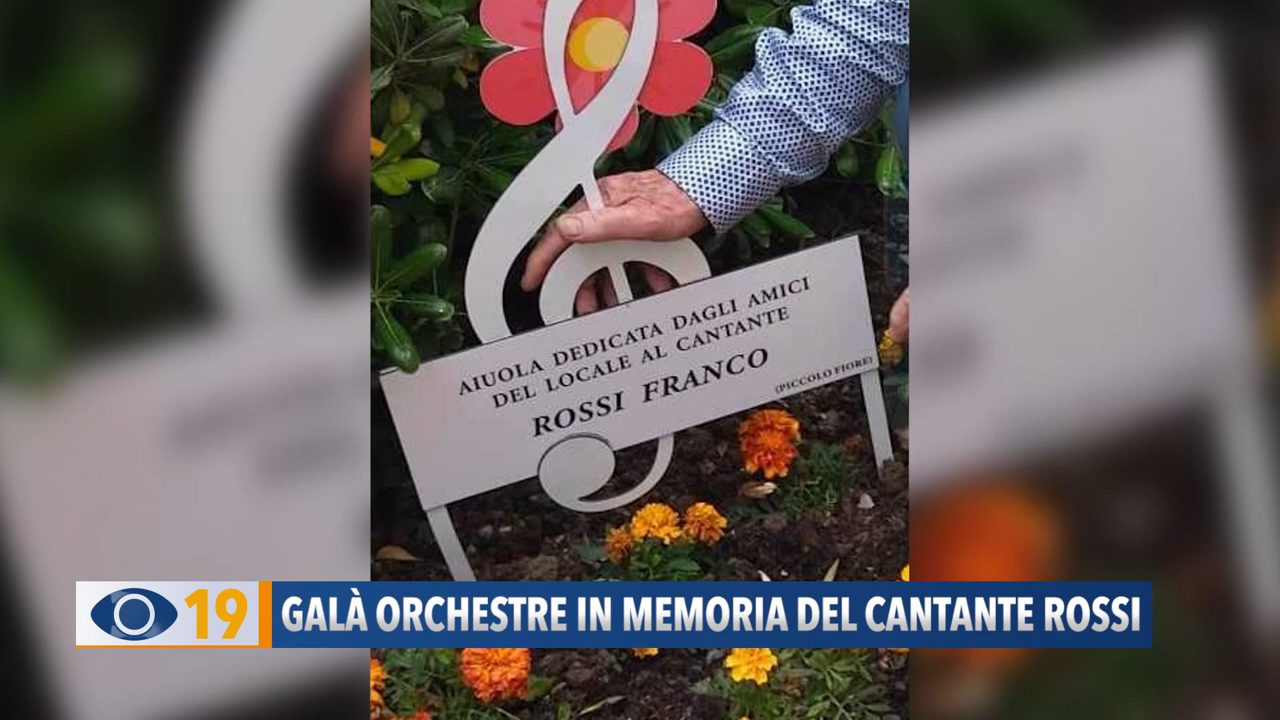 AIUOLA DEDICATA DAGLI AMICI
DEL LOCALE AL CANTANTE
ROSSI FRANCO
(PICCOLO FIORE)
19
GALÀ ORCHESTRE IN MEMORIA DEL CANTANTE ROSSI